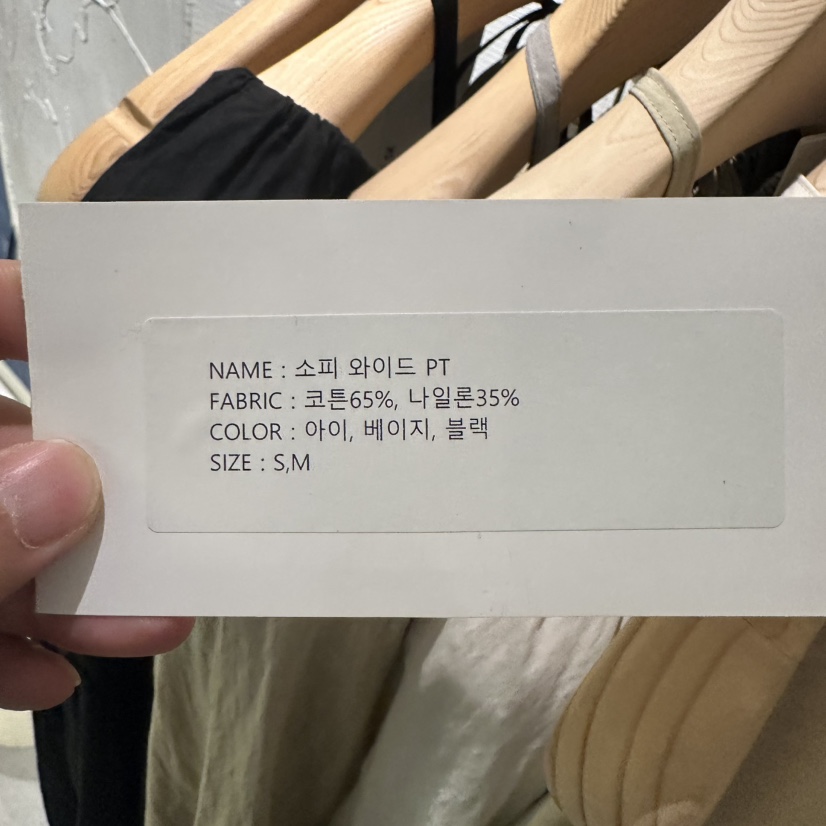 NAME : 소피 와이드 PT
FABRIC : 코튼65%, 나일론35%
COLOR : 아이, 베이지, 블랙
SIZE : S,M